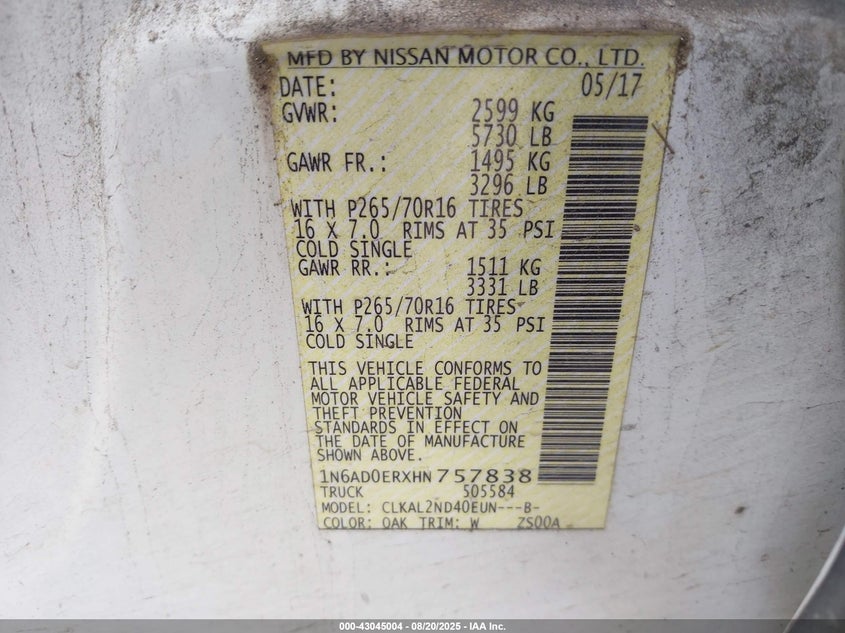 MFD BY NISSAN MOTOR CO., LTD.
DATE: 05/17
GVWR: 2599 KG
5730 LB
GAWR FR.: 1495 KG
3296 LB
WITH P265/70R16 TIRES
16 X 7.0 RIMS AT 35 PSI
COLD SINGLE
GAWR RR.: 1511 KG
3331 LB
WITH P265/70R16 TIRES
16 X 7.0 RIMS AT 35 PSI
COLD SINGLE
THIS VEHICLE CONFORMS TO
ALL APPLICABLE FEDERAL
MOTOR VEHICLE SAFETY AND
THEFT PREVENTION
STANDARDS IN EFFECT ON
THE DATE OF MANUFACTURE
SHOWN ABOVE.
1N6AD0ERXHN757838
TRUCK 505584
MODEL: CLKAL2ND40EUN---B-
COLOR: QAK TRIM: W ZS00A
000-43045004 - 08/20/2025 - IAA Inc.